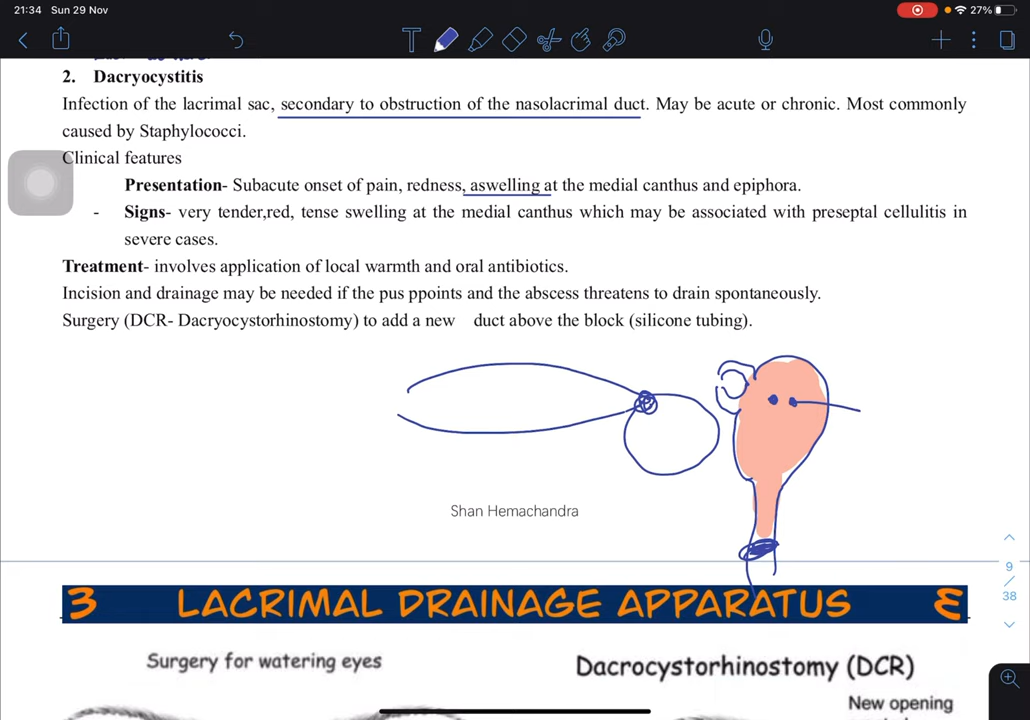 21:34 Sun 29 Nov
27%
2. Dacryocystitis
Infection of the lacrimal sac, secondary to obstruction of the nasolacrimal duct. May be acute or chronic. Most commonly
caused by Staphylococci.
Clinical features
Presentation- Subacute onset of pain, redness, aswelling at the medial canthus and epiphora.
- Signs- very tender,red, tense swelling at the medial canthus which may be associated with preseptal cellulitis in
severe cases.
Treatment- involves application of local warmth and oral antibiotics.
Incision and drainage may be needed if the pus ppoints and the abscess threatens to drain spontaneously.
Surgery (DCR- Dacryocystorhinostomy) to add a new duct above the block (silicone tubing).
Shan Hemachandra
9
/
38
3 LACRIMAL DRAINAGE APPARATUS
Surgery for watering eyes
Dacrocystorhinostomy (DCR)
New opening